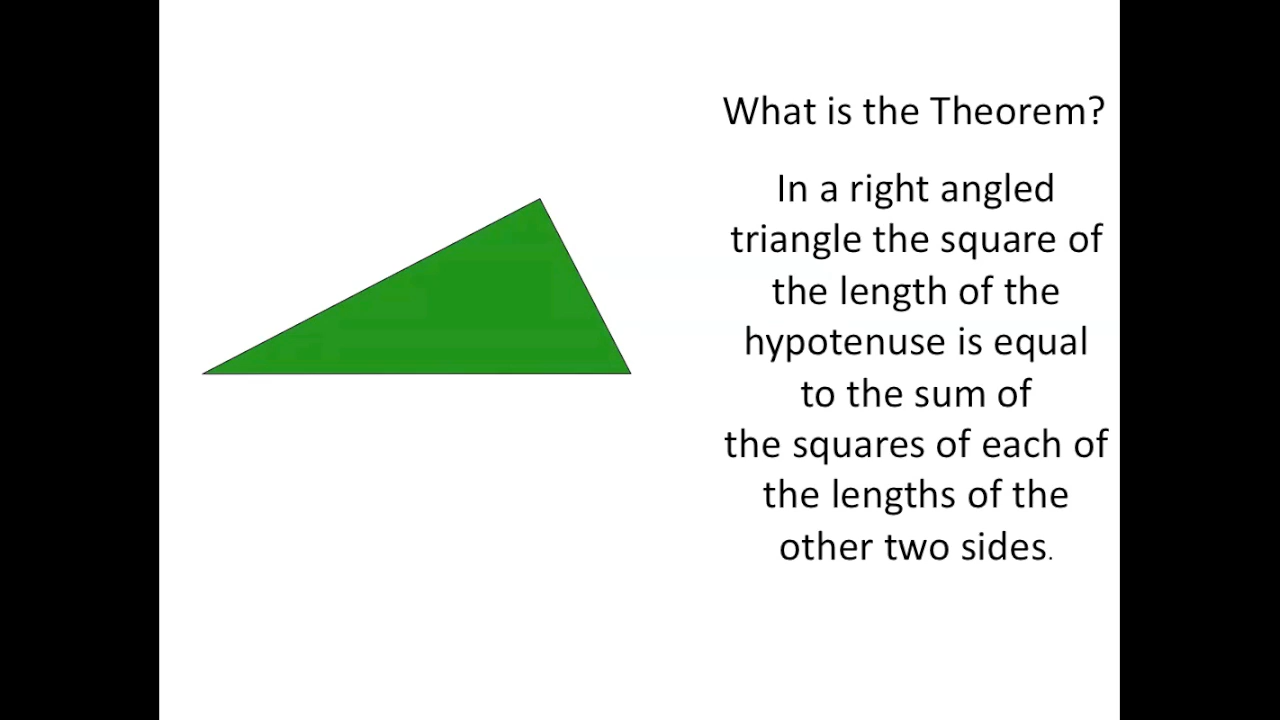 What is the Theorem?
In a right angled
triangle the square of
the length of the
hypotenuse is equal
to the sum of
the squares of each of
the lengths of the
other two sides.